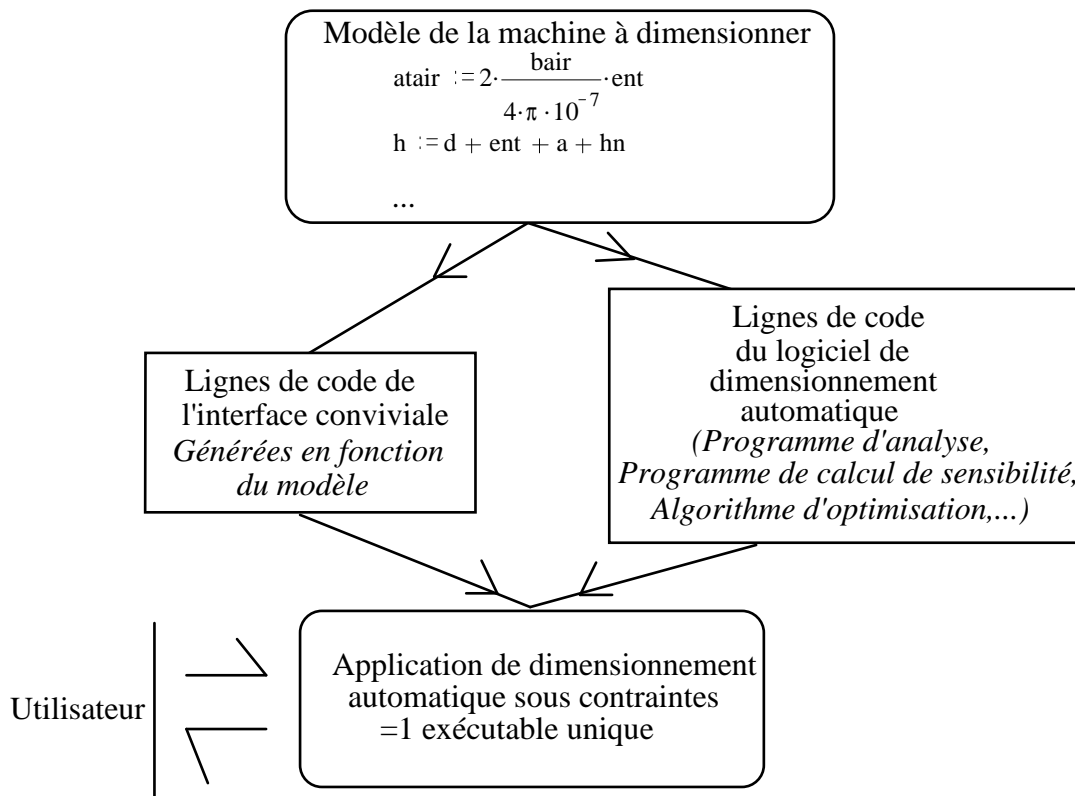 Modèle de la machine à dimensionner
atair := 2· bair / 4·π·10^-7 ·ent
h := d + ent + a + hn
...
Lignes de code de
l'interface conviviale
Générées en fonction
du modèle
Lignes de code
du logiciel de
dimensionnement
automatique
(Programme d'analyse,
Programme de calcul de sensibilité,
Algorithme d'optimisation,...)
Utilisateur
Application de dimensionnement
automatique sous contraintes
=1 exécutable unique